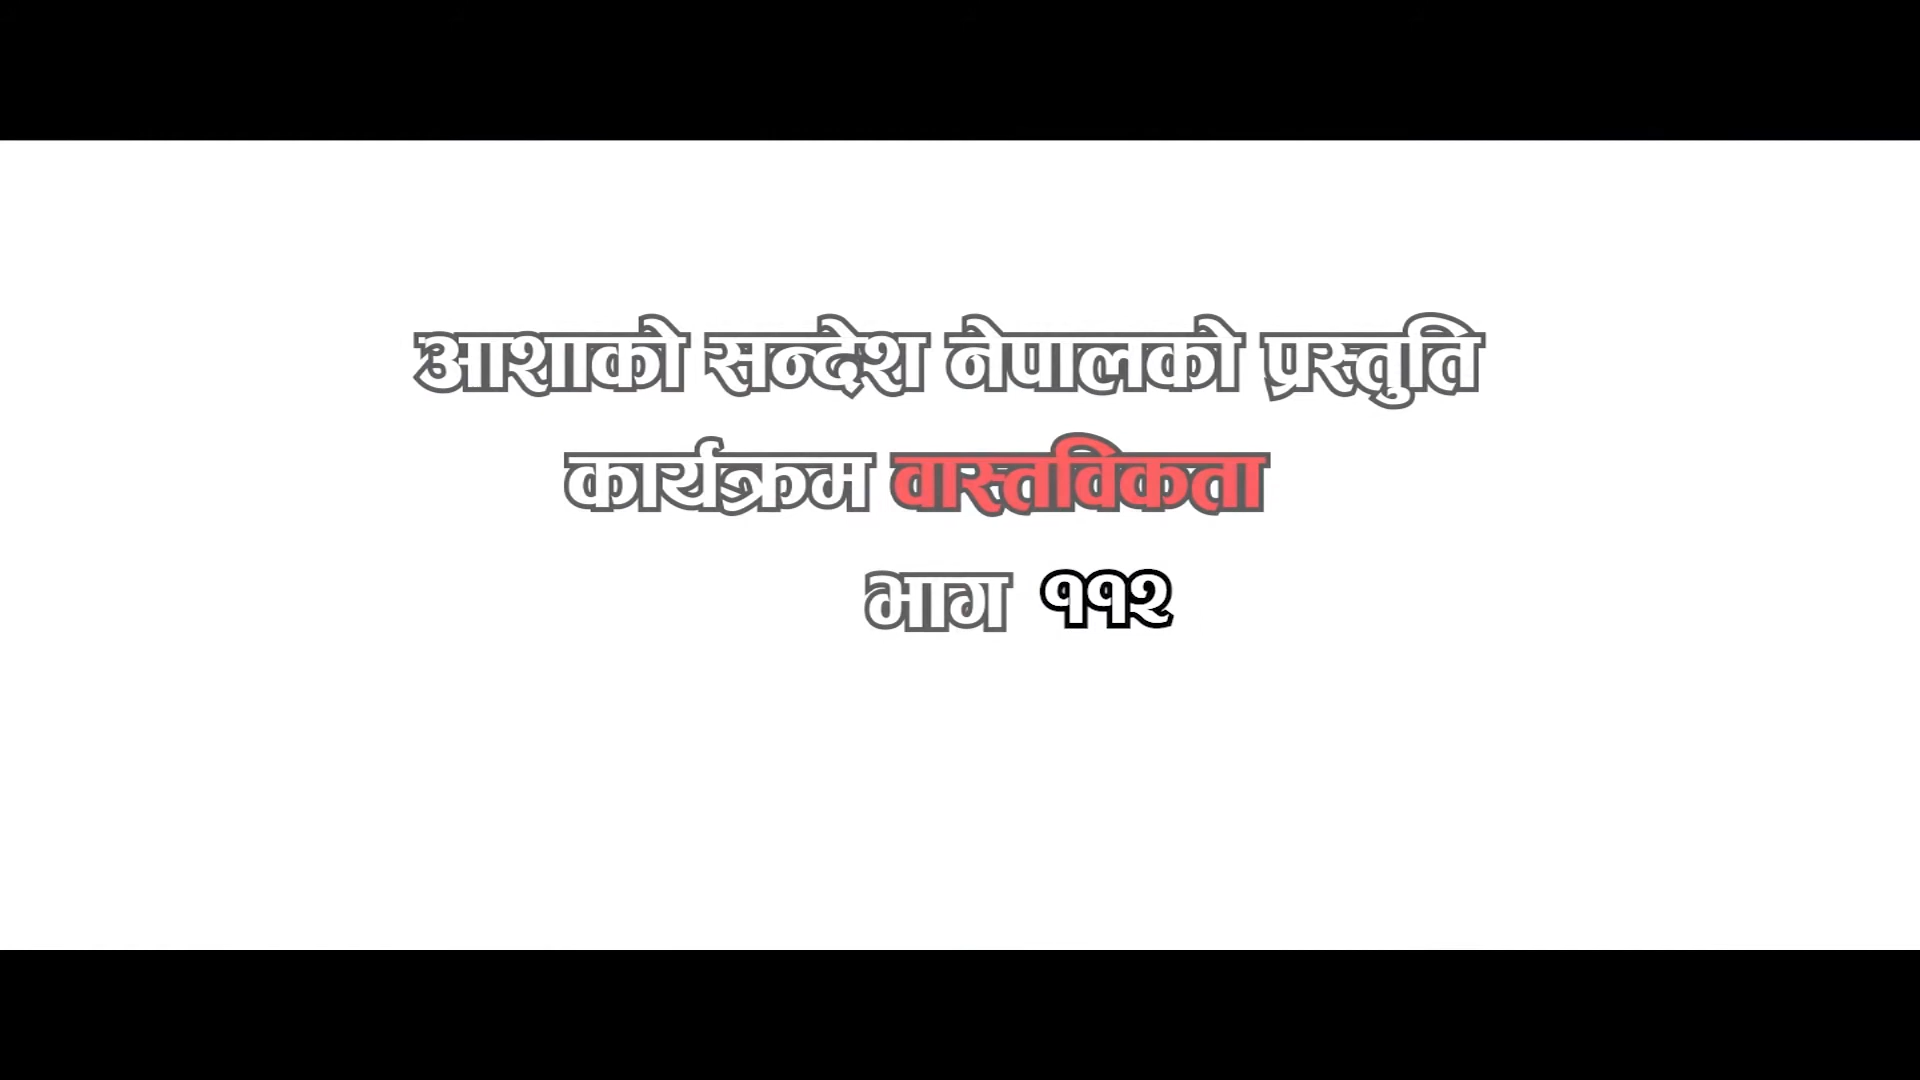 आशाको सन्देश नेपालको प्रस्तुति
कार्यक्रम वास्तविकता
भाग ११२